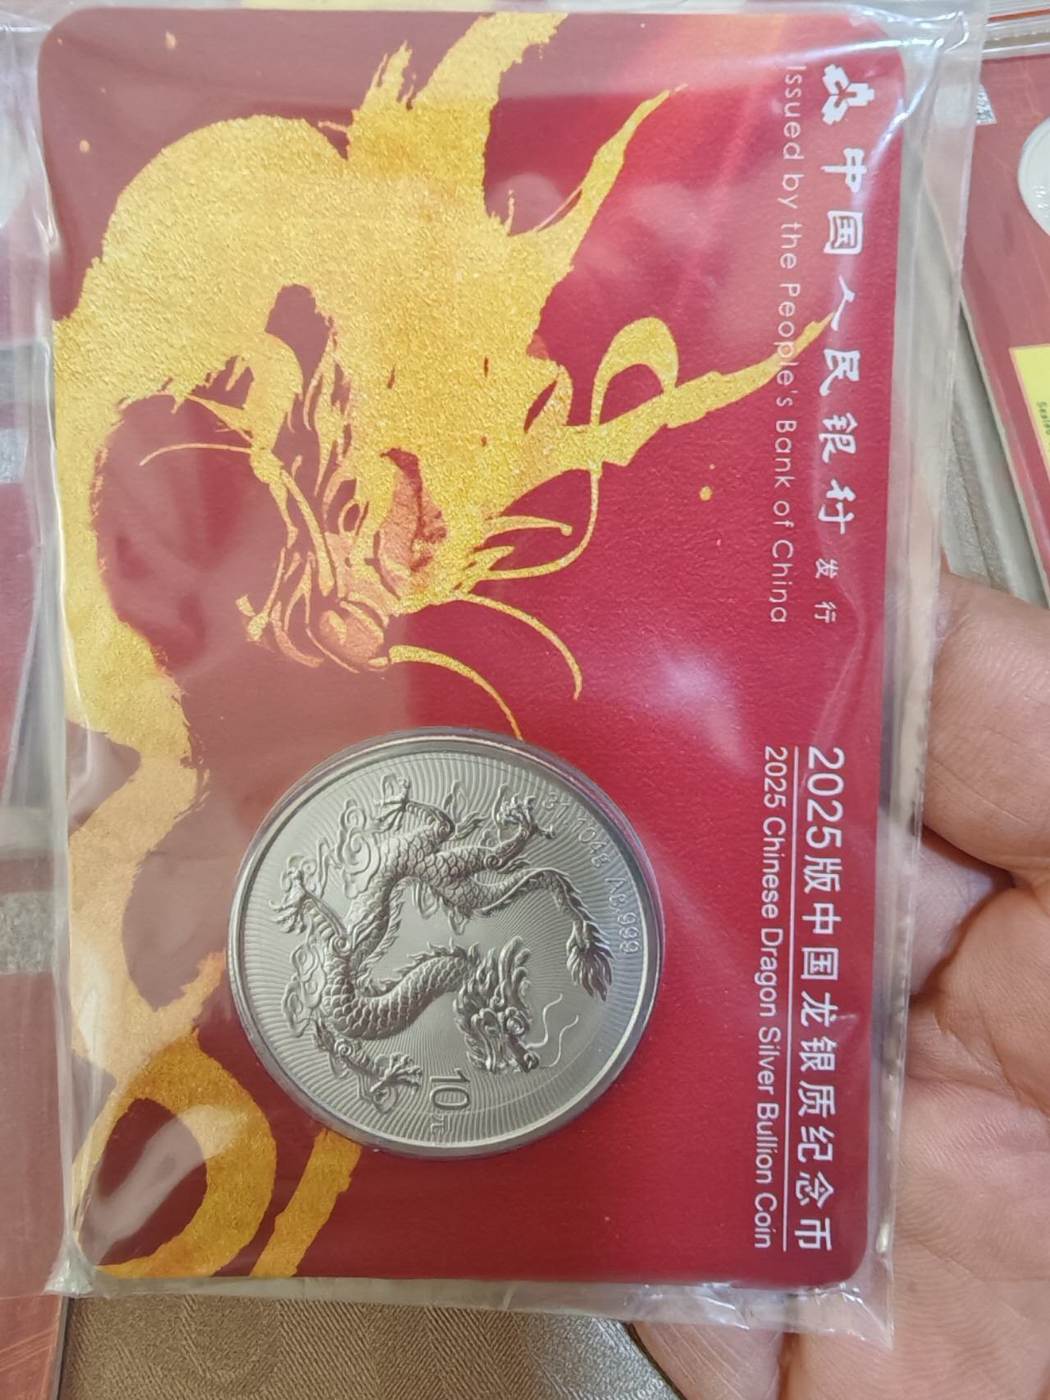 中国人民银行 发行
Issued by the People's Bank of China
2025版中国龙银质纪念币
2025 Chinese Dragon Silver Bullion Coin
31.104g Ag.999
10元